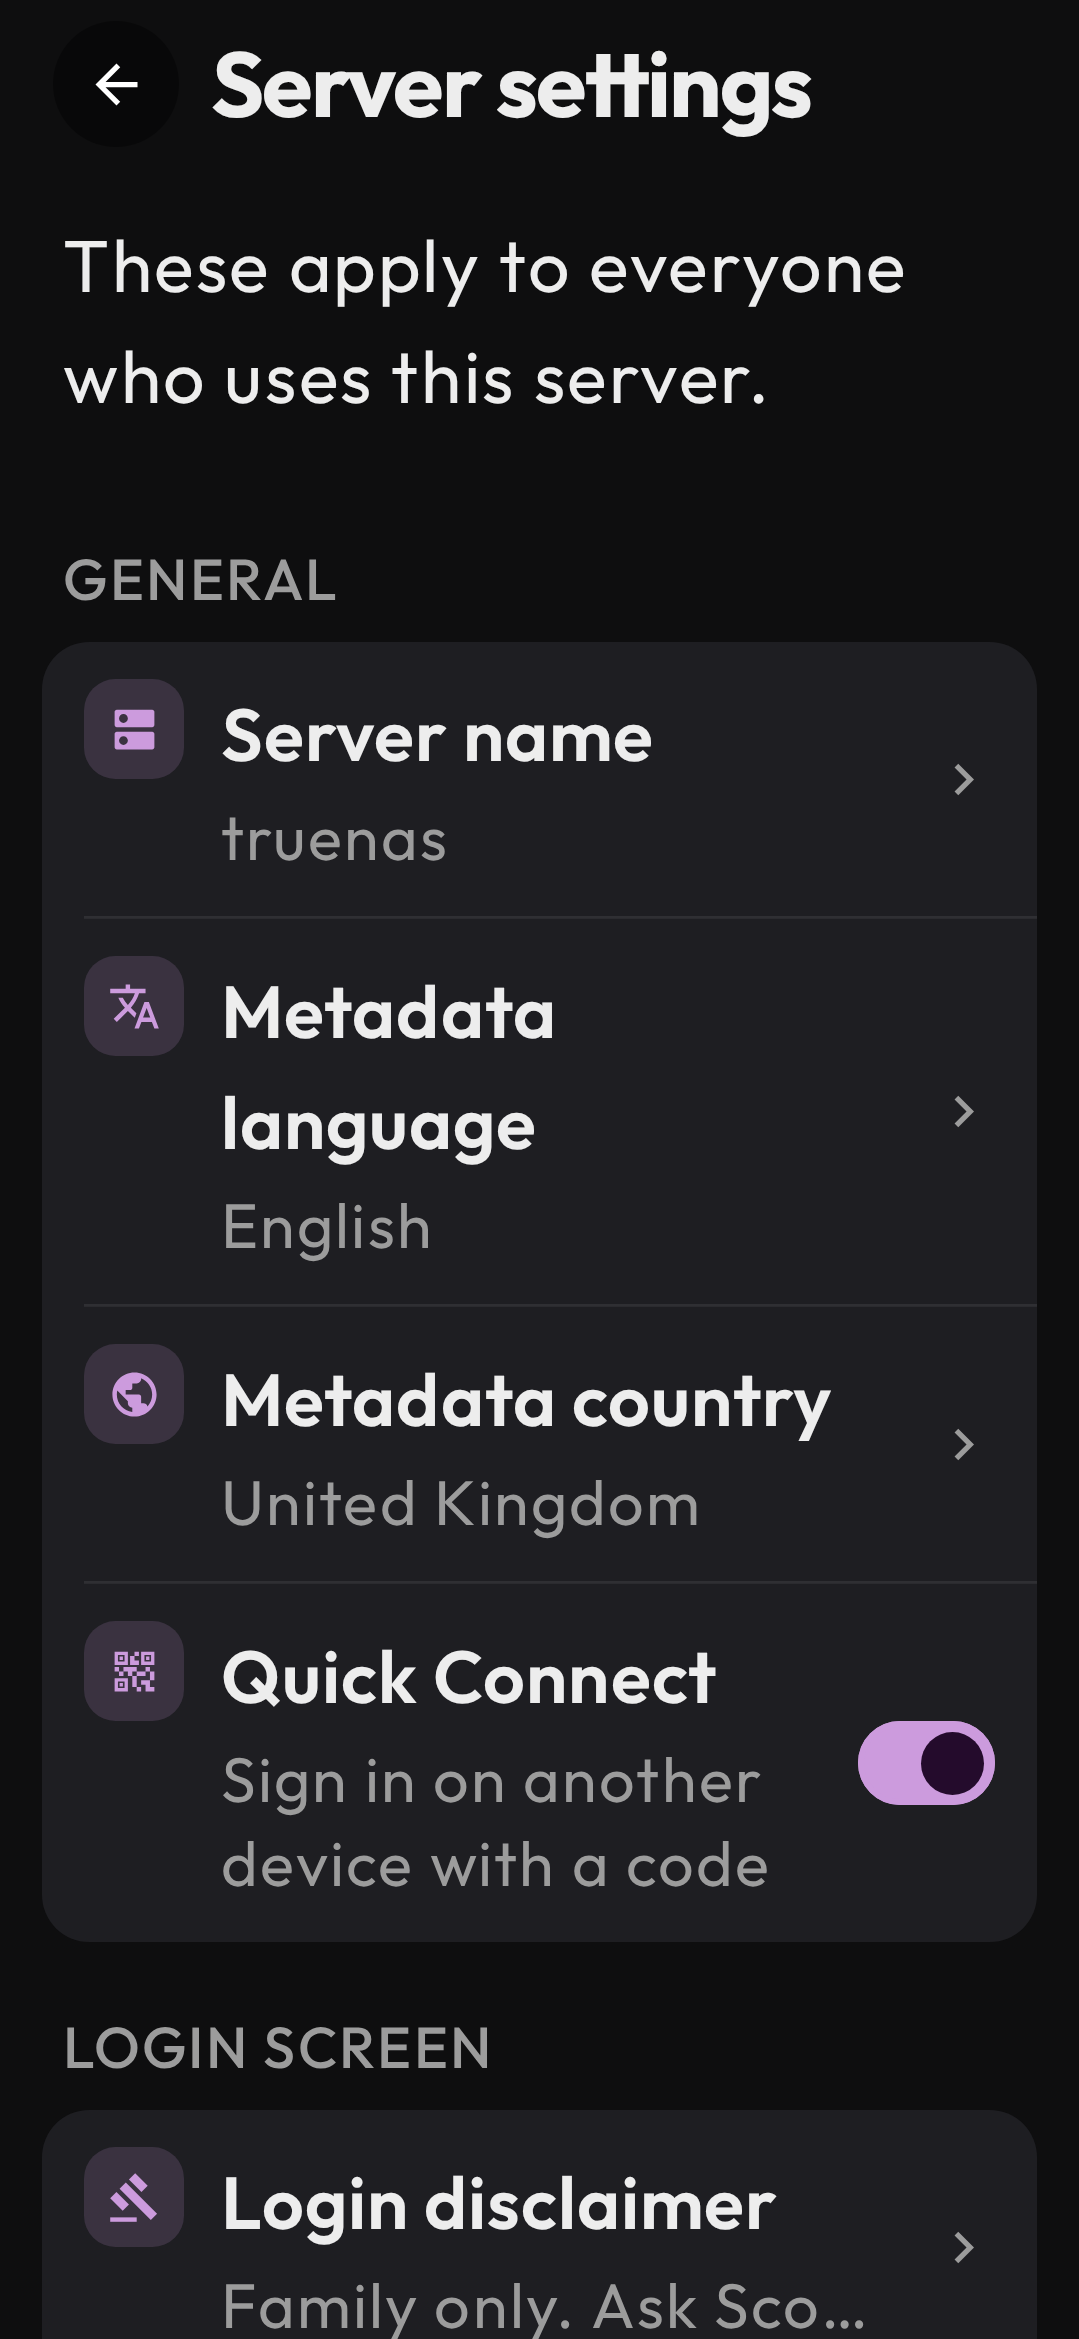 Server settings
These apply to everyone
who uses this server.
GENERAL
Server name
truenas
Metadata
language
English
Metadata country
United Kingdom
Quick Connect
Sign in on another
device with a code
LOGIN SCREEN
Login disclaimer
Family only. Ask Sco...